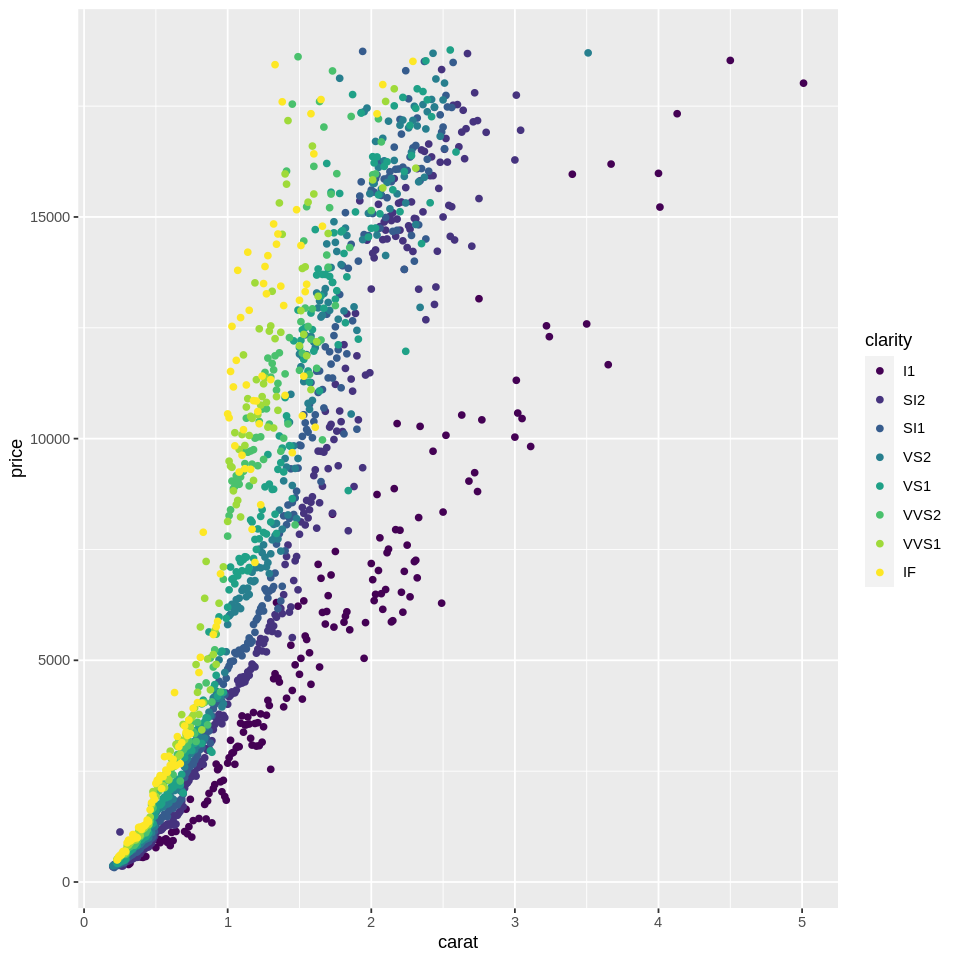 15000
10000
5000
0
0 1 2 3 4 5
carat
price
clarity
I1
SI2
SI1
VS2
VS1
VVS2
VVS1
IF